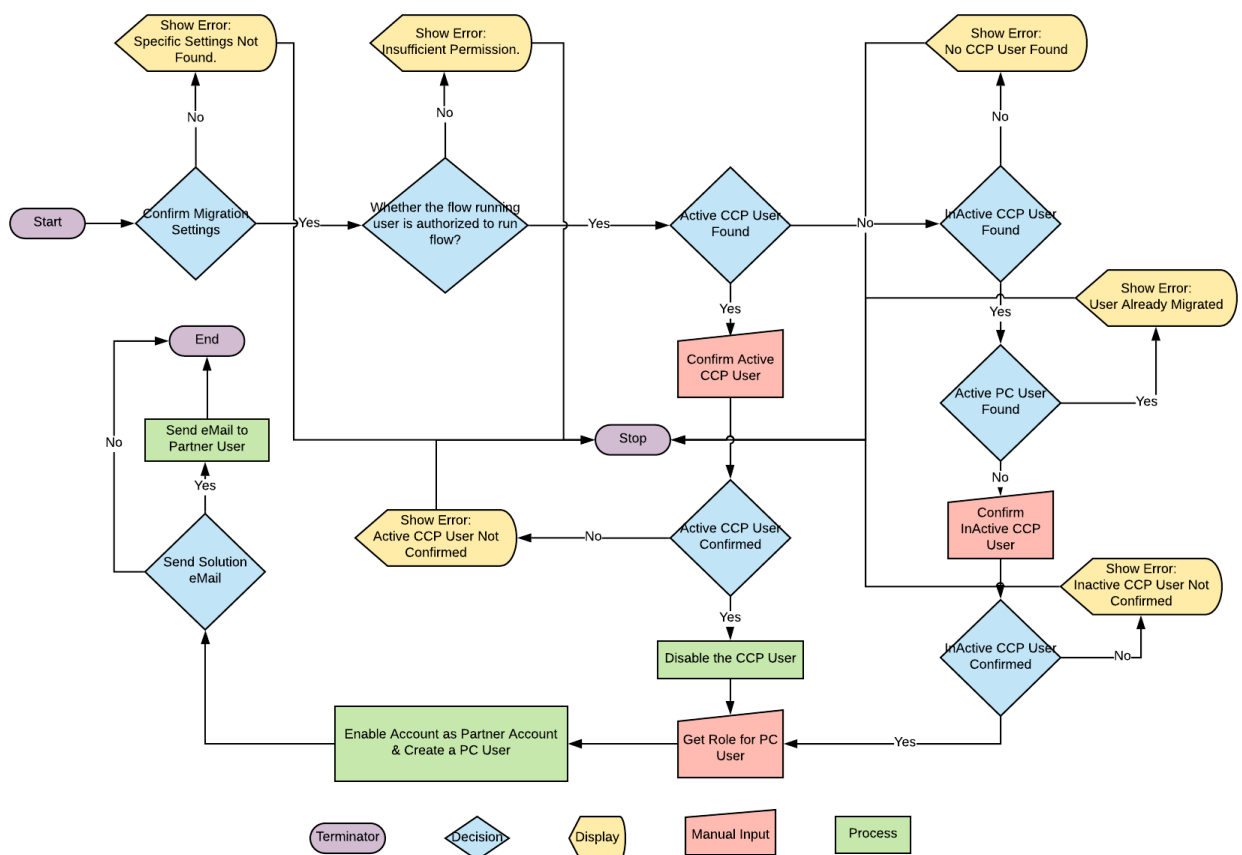 Show Error:
Specific Settings Not
Found.
Show Error:
Insufficient Permission.
Show Error:
No CCP User Found
No
No
No
Start
Confirm Migration
Settings
Yes
Whether the flow running
user is authorized to run
flow?
Yes
Active CCP User
Found
No
InActive CCP User
Found
Show Error:
User Already Migrated
Yes
Yes
End
Confirm Active
CCP User
Active PC User
Found
Yes
Send eMail to
Partner User
No
Stop
Yes
No
Show Error:
Active CCP User Not
Confirmed
No
Active CCP User
Confirmed
Confirm
InActive CCP
User
Send Solution
eMail
Show Error:
Inactive CCP User Not
Confirmed
Yes
Disable the CCP User
InActive CCP User
Confirmed
No
Enable Account as Partner Account
& Create a PC User
Get Role for PC
User
Yes
Terminator
Decision
Display
Manual Input
Process